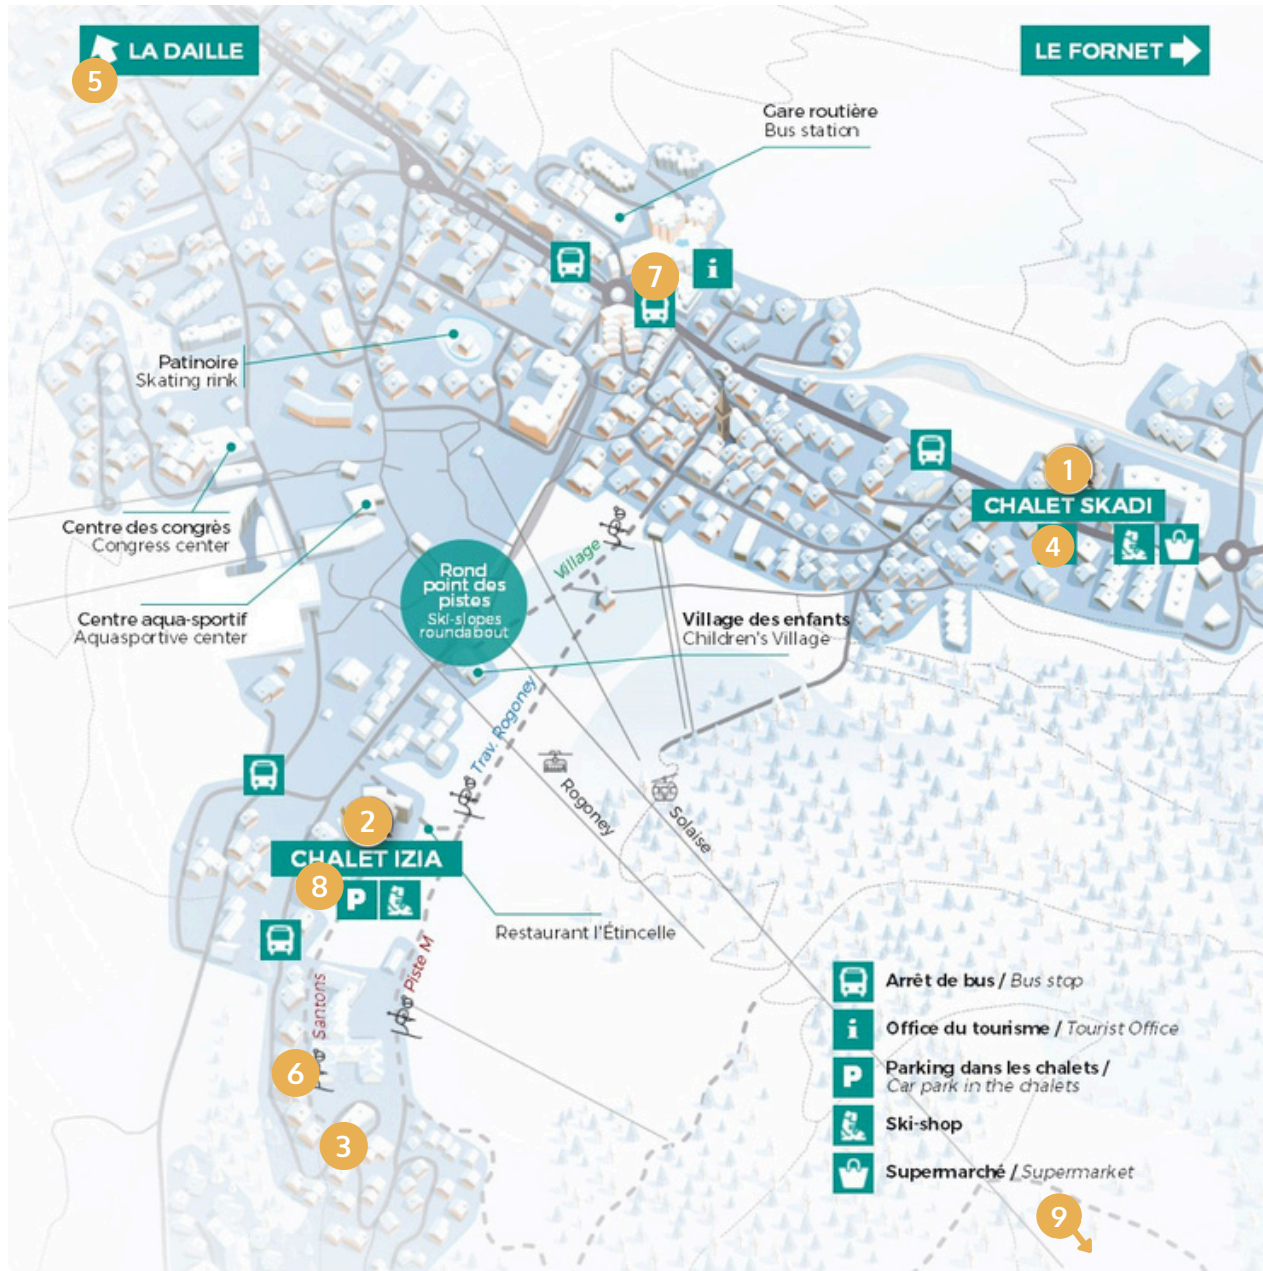 LA DAILLE
5
LE FORNET
Gare routière
Bus station
7
i
Patinoire
Skating rink
1
CHALET SKADI
4
Centre des congrès
Congress center
Rond
point des
pistes
Ski-slopes
roundabout
Village
Centre aqua-sportif
Aquasportive center
Village des enfants
Children's Village
Trav. Rogoney
Rogoney
Solaise
2
CHALET IZIA
8
P
Restaurant l'Étincelle
Piste M
Santons
6
3
Arrêt de bus / Bus stop
i
Office du tourisme / Tourist Office
P
Parking dans les chalets /
Car park in the chalets
Ski-shop
Supermarché / Supermarket
9